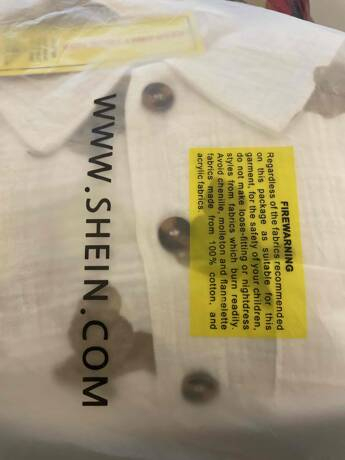 WWW.SHEIN.COM
FIREWARNING
Regardless of the fabrics recommended
on this package as suitable for this
garment, for the safety of your children,
do not make loose-fitting or nightdress
styles from fabrics which burn readily.
Avoid chenille, molleton and flannelette
fabrics made from 100% cotton, and
acrylic fabrics.